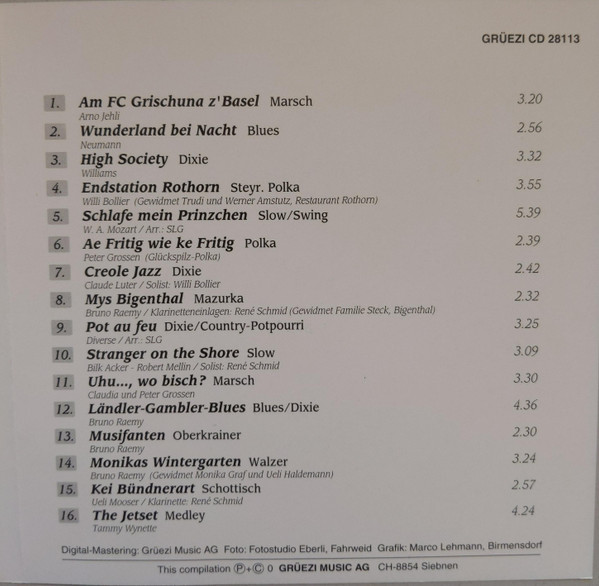 GRÜEZI CD 28113
1. Am FC Grischuna z'Basel Marsch 3.20
Arno Jehli
2. Wunderland bei Nacht Blues 2.56
Neumann
3. High Society Dixie 3.32
Williams
4. Endstation Rothorn Steyr. Polka 3.55
Willi Bollier (Gewidmet Trudi und Werner Amstutz, Restaurant Rothorn)
5. Schlafe mein Prinzchen Slow/Swing 5.39
W. A. Mozart / Arr.: SLG
6. Ae Fritig wie ke Fritig Polka 2.39
Peter Grossen (Glückspilz-Polka)
7. Creole Jazz Dixie 2.42
Claude Luter / Solist: Willi Bollier
8. Mys Bigenthal Mazurka 2.32
Bruno Raemy / Klarinetteneinlagen: René Schmid (Gewidmet Familie Steck, Bigenthal)
9. Pot au feu Dixie/Country-Potpourri 3.25
Diverse / Arr.: SLG
10. Stranger on the Shore Slow 3.09
Bilk Acker - Robert Mellin / Solist: René Schmid
11. Uhu..., wo bisch? Marsch 3.30
Claudia und Peter Grossen
12. Ländler-Gambler-Blues Blues/Dixie 4.36
Bruno Raemy
13. Musifanten Oberkrainer 2.30
Bruno Raemy
14. Monikas Wintergarten Walzer 3.24
Bruno Raemy (Gewidmet Monika Graf und Ueli Haldemann)
15. Kei Bündnerart Schottisch 2.57
Ueli Mooser / Klarinette: René Schmid
16. The Jetset Medley 4.24
Tammy Wynette
Digital-Mastering: Grüezi Music AG Foto: Fotostudio Eberli, Fahrweid Grafik: Marco Lehmann, Birmensdorf
This compilation Ⓟ+Ⓒ 0 GRÜEZI MUSIC AG CH-8854 Siebnen